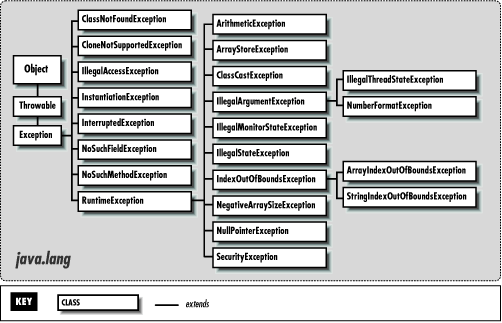 Object
Throwable
Exception
ClassNotFoundException
CloneNotSupportedException
IllegalAccessException
InstantiationException
InterruptedException
NoSuchFieldException
NoSuchMethodException
RuntimeException
ArithmeticException
ArrayStoreException
ClassCastException
IllegalArgumentException
IllegalMonitorStateException
IllegalStateException
IndexOutOfBoundsException
NegativeArraySizeException
NullPointerException
SecurityException
IllegalThreadStateException
NumberFormatException
ArrayIndexOutOfBoundsException
StringIndexOutOfBoundsException
java.lang
KEY
CLASS
extends